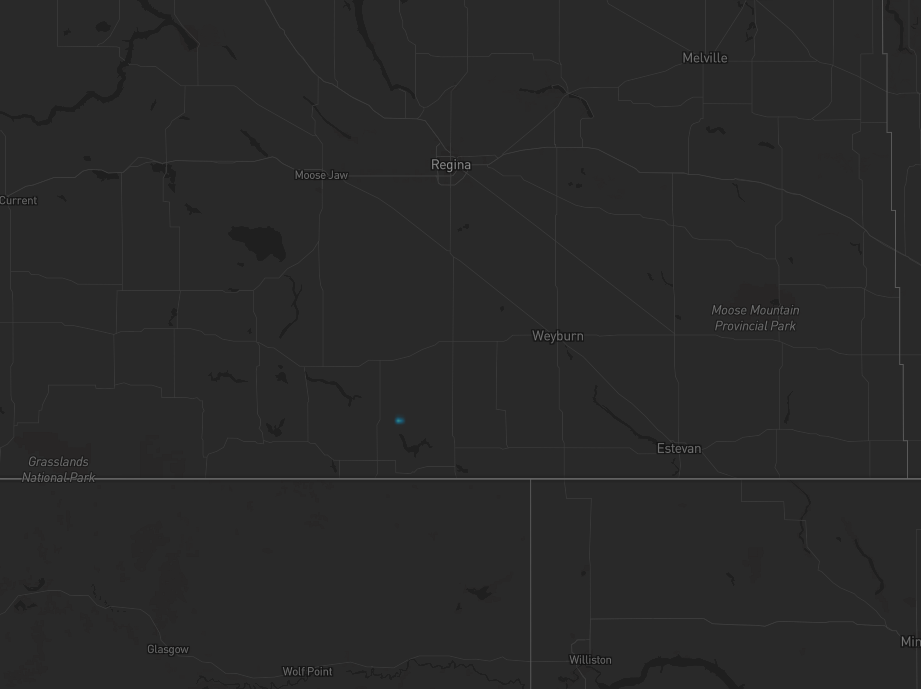 Melville
Regina
Moose Jaw
Current
Moose Mountain
Provincial Park
Weyburn
Estevan
Grasslands
National Park
Glasgow
Williston
Wolf Point
Min